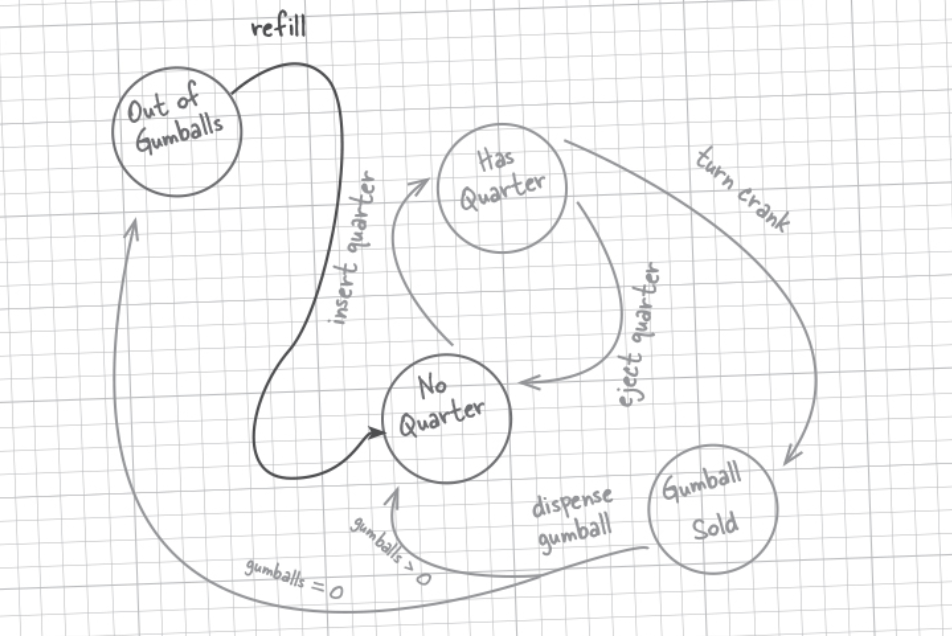 refill
Out of
Gumballs
Has
Quarter
turn crank
insert quarter
eject quarter
No
Quarter
Gumball
Sold
dispense
gumball
gumballs > 0
gumballs = 0